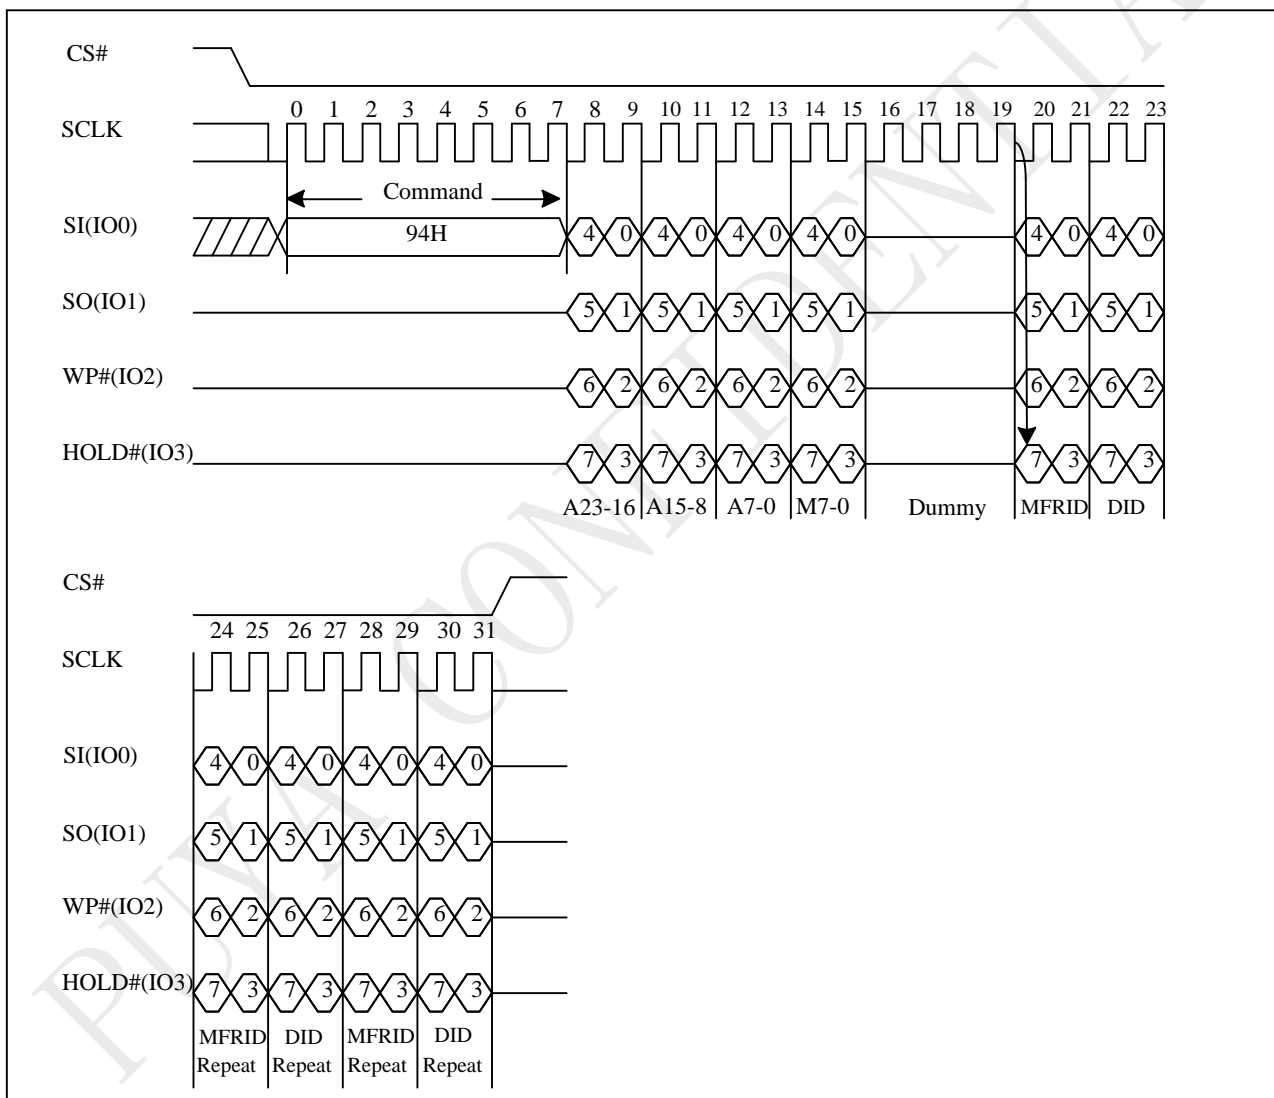 CS#
0 1 2 3 4 5 6 7 8 9 10 11 12 13 14 15 16 17 18 19 20 21 22 23
SCLK
Command
SI(IO0) 94H 4 0 4 0 4 0 4 0 4 0 4 0
SO(IO1) 5 1 5 1 5 1 5 1 5 1 5 1
WP#(IO2) 6 2 6 2 6 2 6 2 6 2 6 2
HOLD#(IO3) 7 3 7 3 7 3 7 3 7 3 7 3
A23-16 A15-8 A7-0 M7-0 Dummy MFRID DID
CS#
24 25 26 27 28 29 30 31
SCLK
SI(IO0) 4 0 4 0 4 0 4 0
SO(IO1) 5 1 5 1 5 1 5 1
WP#(IO2) 6 2 6 2 6 2 6 2
HOLD#(IO3) 7 3 7 3 7 3 7 3
MFRID DID MFRID DID
Repeat Repeat Repeat Repeat
PUYA CONFIDENTIA